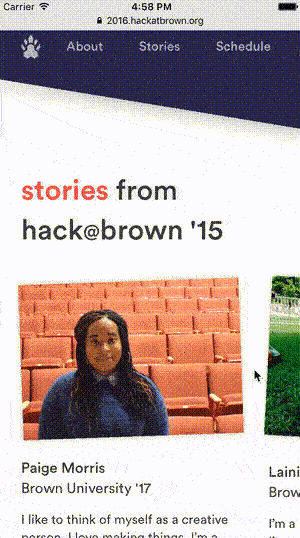 Carrier 4:58 PM
2016.hackatbrown.org
About Stories Schedule
stories from
hack@brown '15
Paige Morris
Brown University '17
I like to think of myself as a creative
person. I love making things. I'm a
Laini
Brow
I'm a